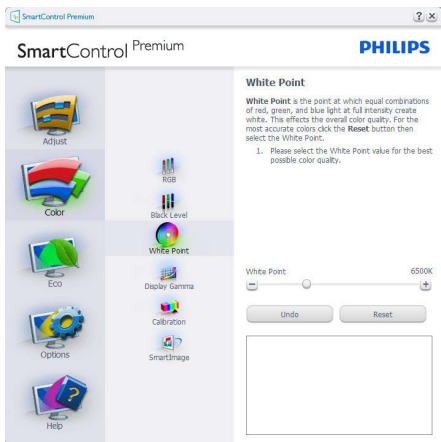 SmartControl Premium
? ×
SmartControl Premium
PHILIPS
Adjust
Color
Eco
Options
Help
RGB
Black Level
White Point
Display Gamma
Calibration
SmartImage
White Point
White Point is the point at which equal combinations
of red, green, and blue light at full intensity create
white. This effects the overall color quality. For the
most accurate colors click the Reset button then
select the White Point.
1. Please select the White Point value for the best
possible color quality.
White Point 6500K
Undo Reset